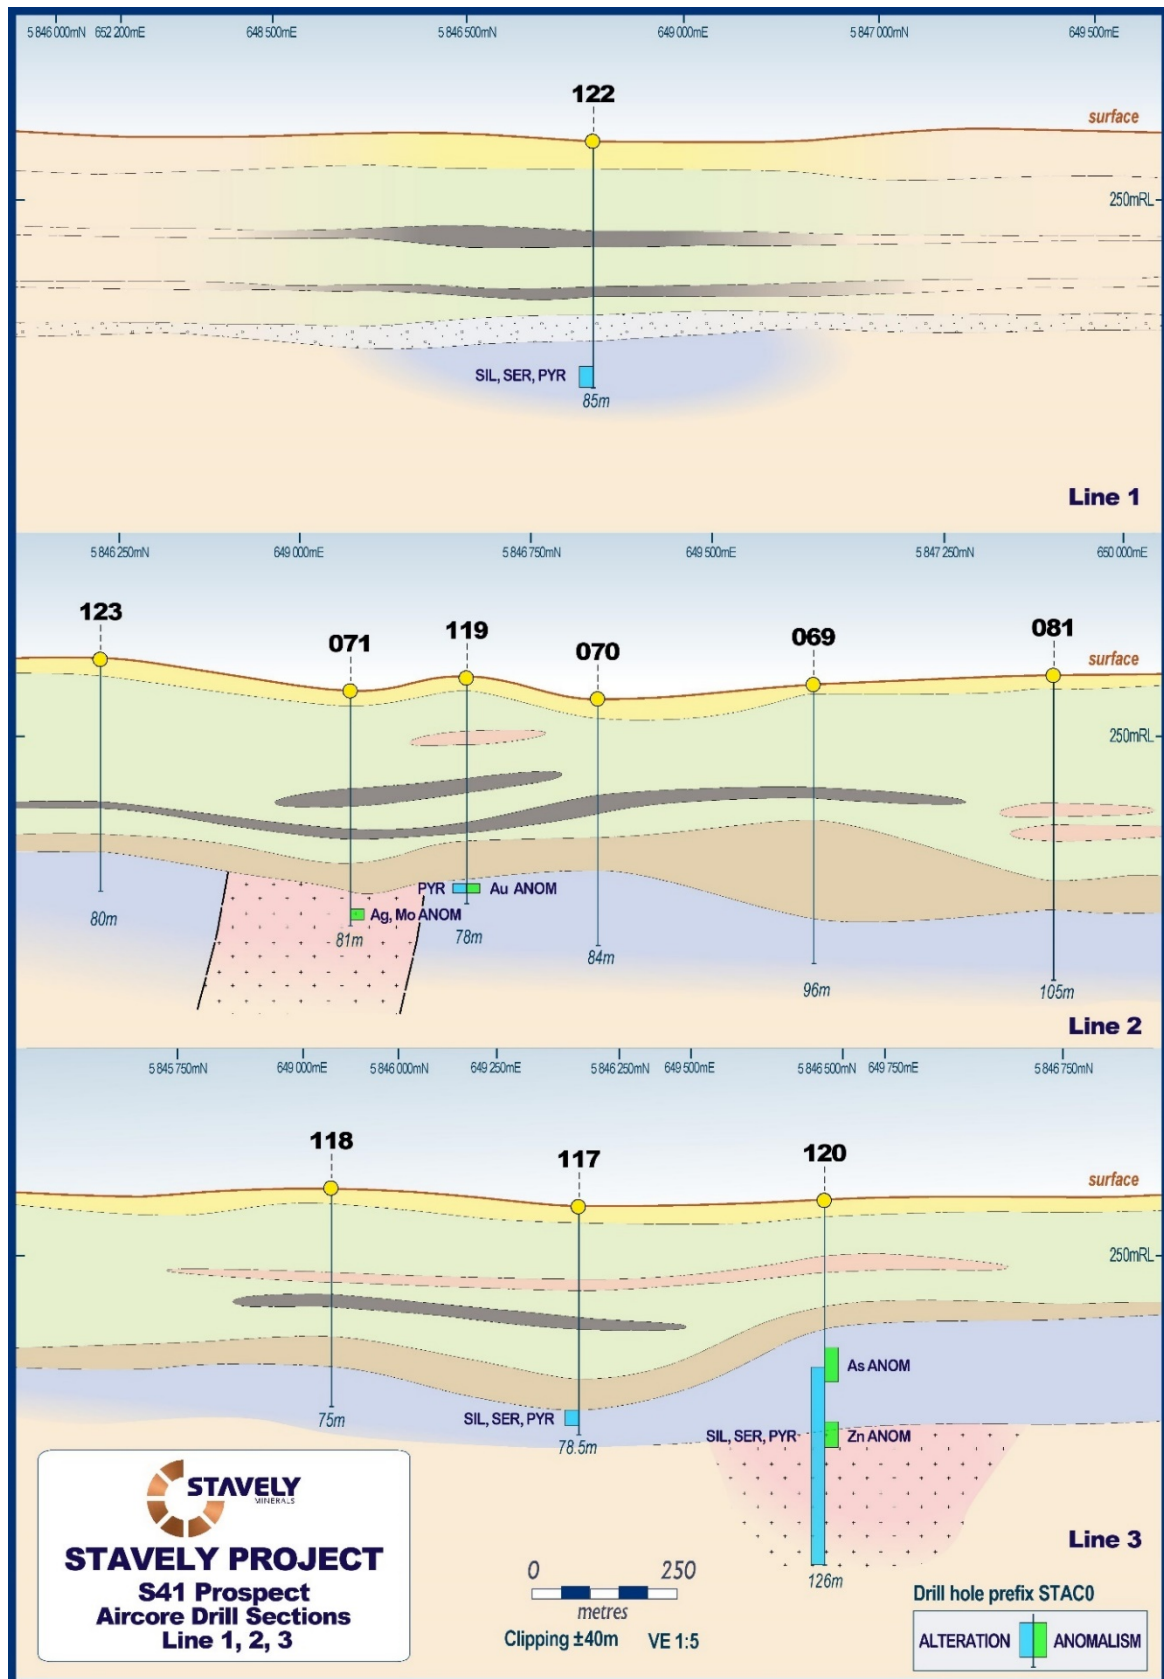 5 846 000mN 652 200mE 648 500mE 5 846 500mN 649 000mE 5 847 000mN 649 500mE
122
surface
250mRL
SIL, SER, PYR
85m
Line 1
5 846 250mN 649 000mE 5 846 750mN 649 500mE 5 847 250mN 650 000mE
123 071 119 070 069 081
surface
250mRL
PYR Au ANOM
Ag, Mo ANOM
80m 81m 78m 84m 96m 105m
Line 2
5 845 750mN 649 000mE 5 846 000mN 649 250mE 5 846 250mN 649 500mE 5 846 500mN 649 750mE 5 846 750mN
118 117 120
surface
250mRL
As ANOM
SIL, SER, PYR SIL, SER, PYR Zn ANOM
75m 78.5m 126m
Line 3
STAVELY
MINERALS
STAVELY PROJECT
S41 Prospect
Aircore Drill Sections
Line 1, 2, 3
0 250
metres
Clipping ±40m VE 1:5
Drill hole prefix STAC0
ALTERATION ANOMALISM